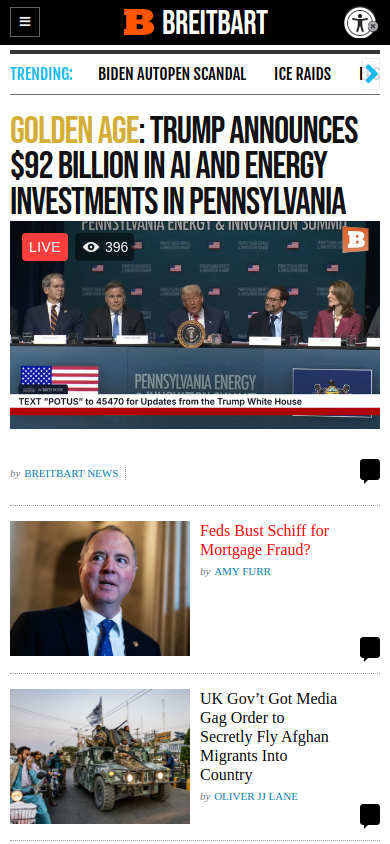 BREITBART
TRENDING: BIDEN AUTOPEN SCANDAL ICE RAIDS
GOLDEN AGE: TRUMP ANNOUNCES
$92 BILLION IN AI AND ENERGY
INVESTMENTS IN PENNSYLVANIA
PENNSYLVANIA ENERGY & INNOVATION SUMMIT
LIVE 396
B
PENNSYLVANIA ENERGY
& INNOVATION
TEXT "POTUS" to 45470 for Updates from the Trump White House
by BREITBART NEWS
Feds Bust Schiff for
Mortgage Fraud?
by AMY FURR
UK Gov’t Got Media
Gag Order to
Secretly Fly Afghan
Migrants Into
Country
by OLIVER JJ LANE